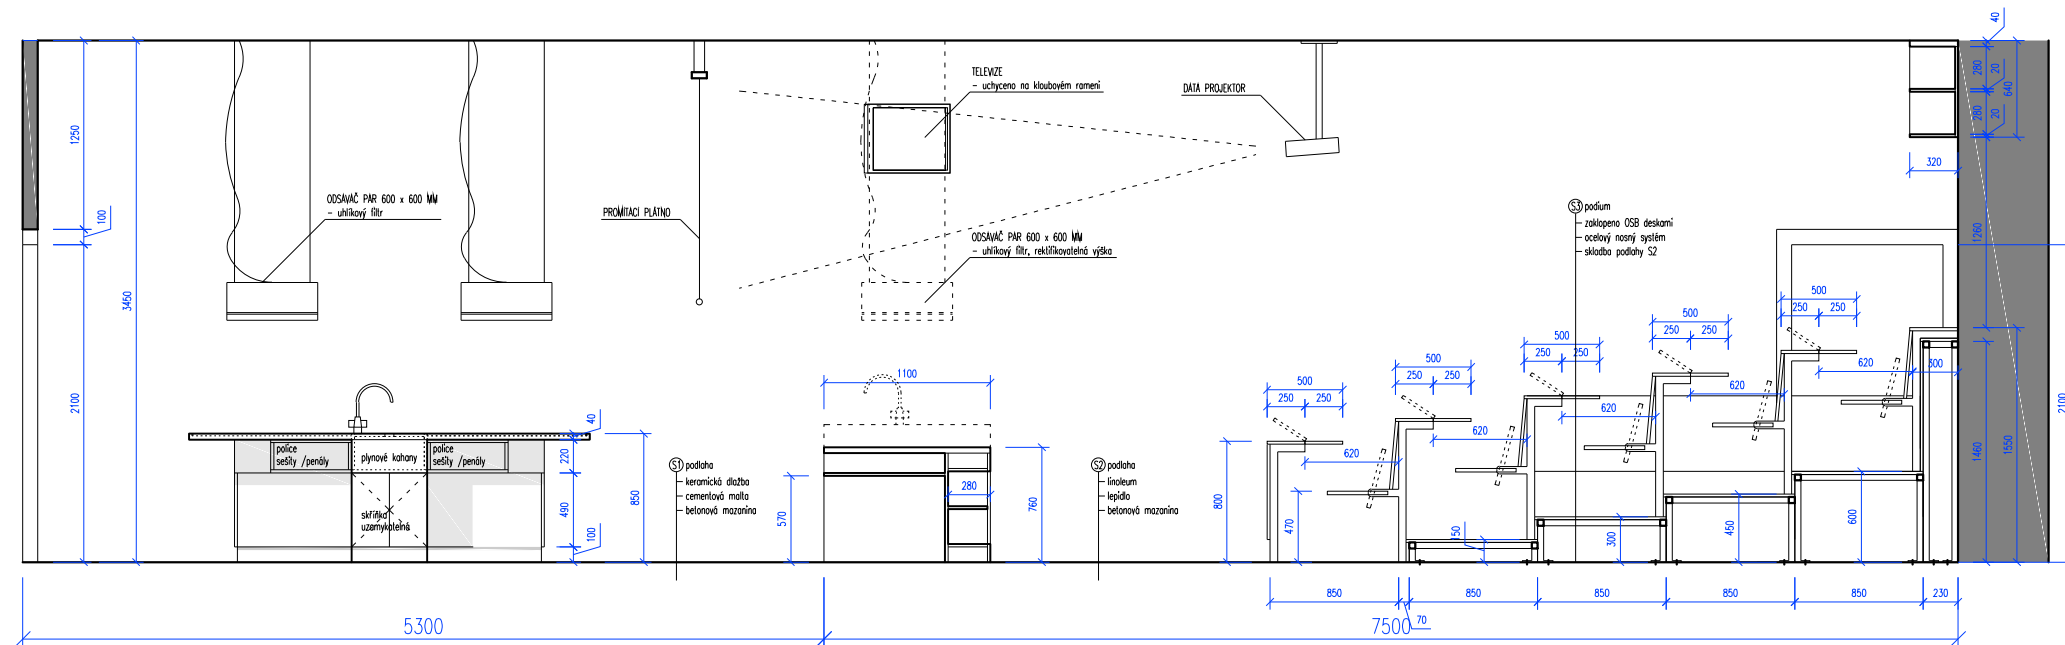 TELEVIZE
- uchyceno na kloubovém rameni
DATA PROJEKTOR
ODSAVAČ PAR 600 x 600 MM
- uhlíkový filtr
PROMÍTACÍ PLÁTNO
ODSAVAČ PAR 600 x 600 MM
- uhlíkový filtr, rektifikovatelná výška
S3 podium
zaklopeno OSB deskami
ocelový nosný systém
skladba podlahy S2
police
sešity /penály
plynové kahany
police
sešity /penály
skříňka
uzamykatelná
S1 podlaha
keramická dlažba
cementová malta
betonová mazanina
S2 podlaha
linoleum
lepidlo
betonová mazanina
1250
100
2100
3450
40
220
490
100
850
1100
280
570
760
800
470
500
250 250
620
500
250 250
620
500
250 250
620
500
250 250
620
500
250 250
620
300
150
300
450
600
40
280
20
640
280
20
320
1260
1460
1550
2100
850
70
850
850
850
850
230
5300
7500